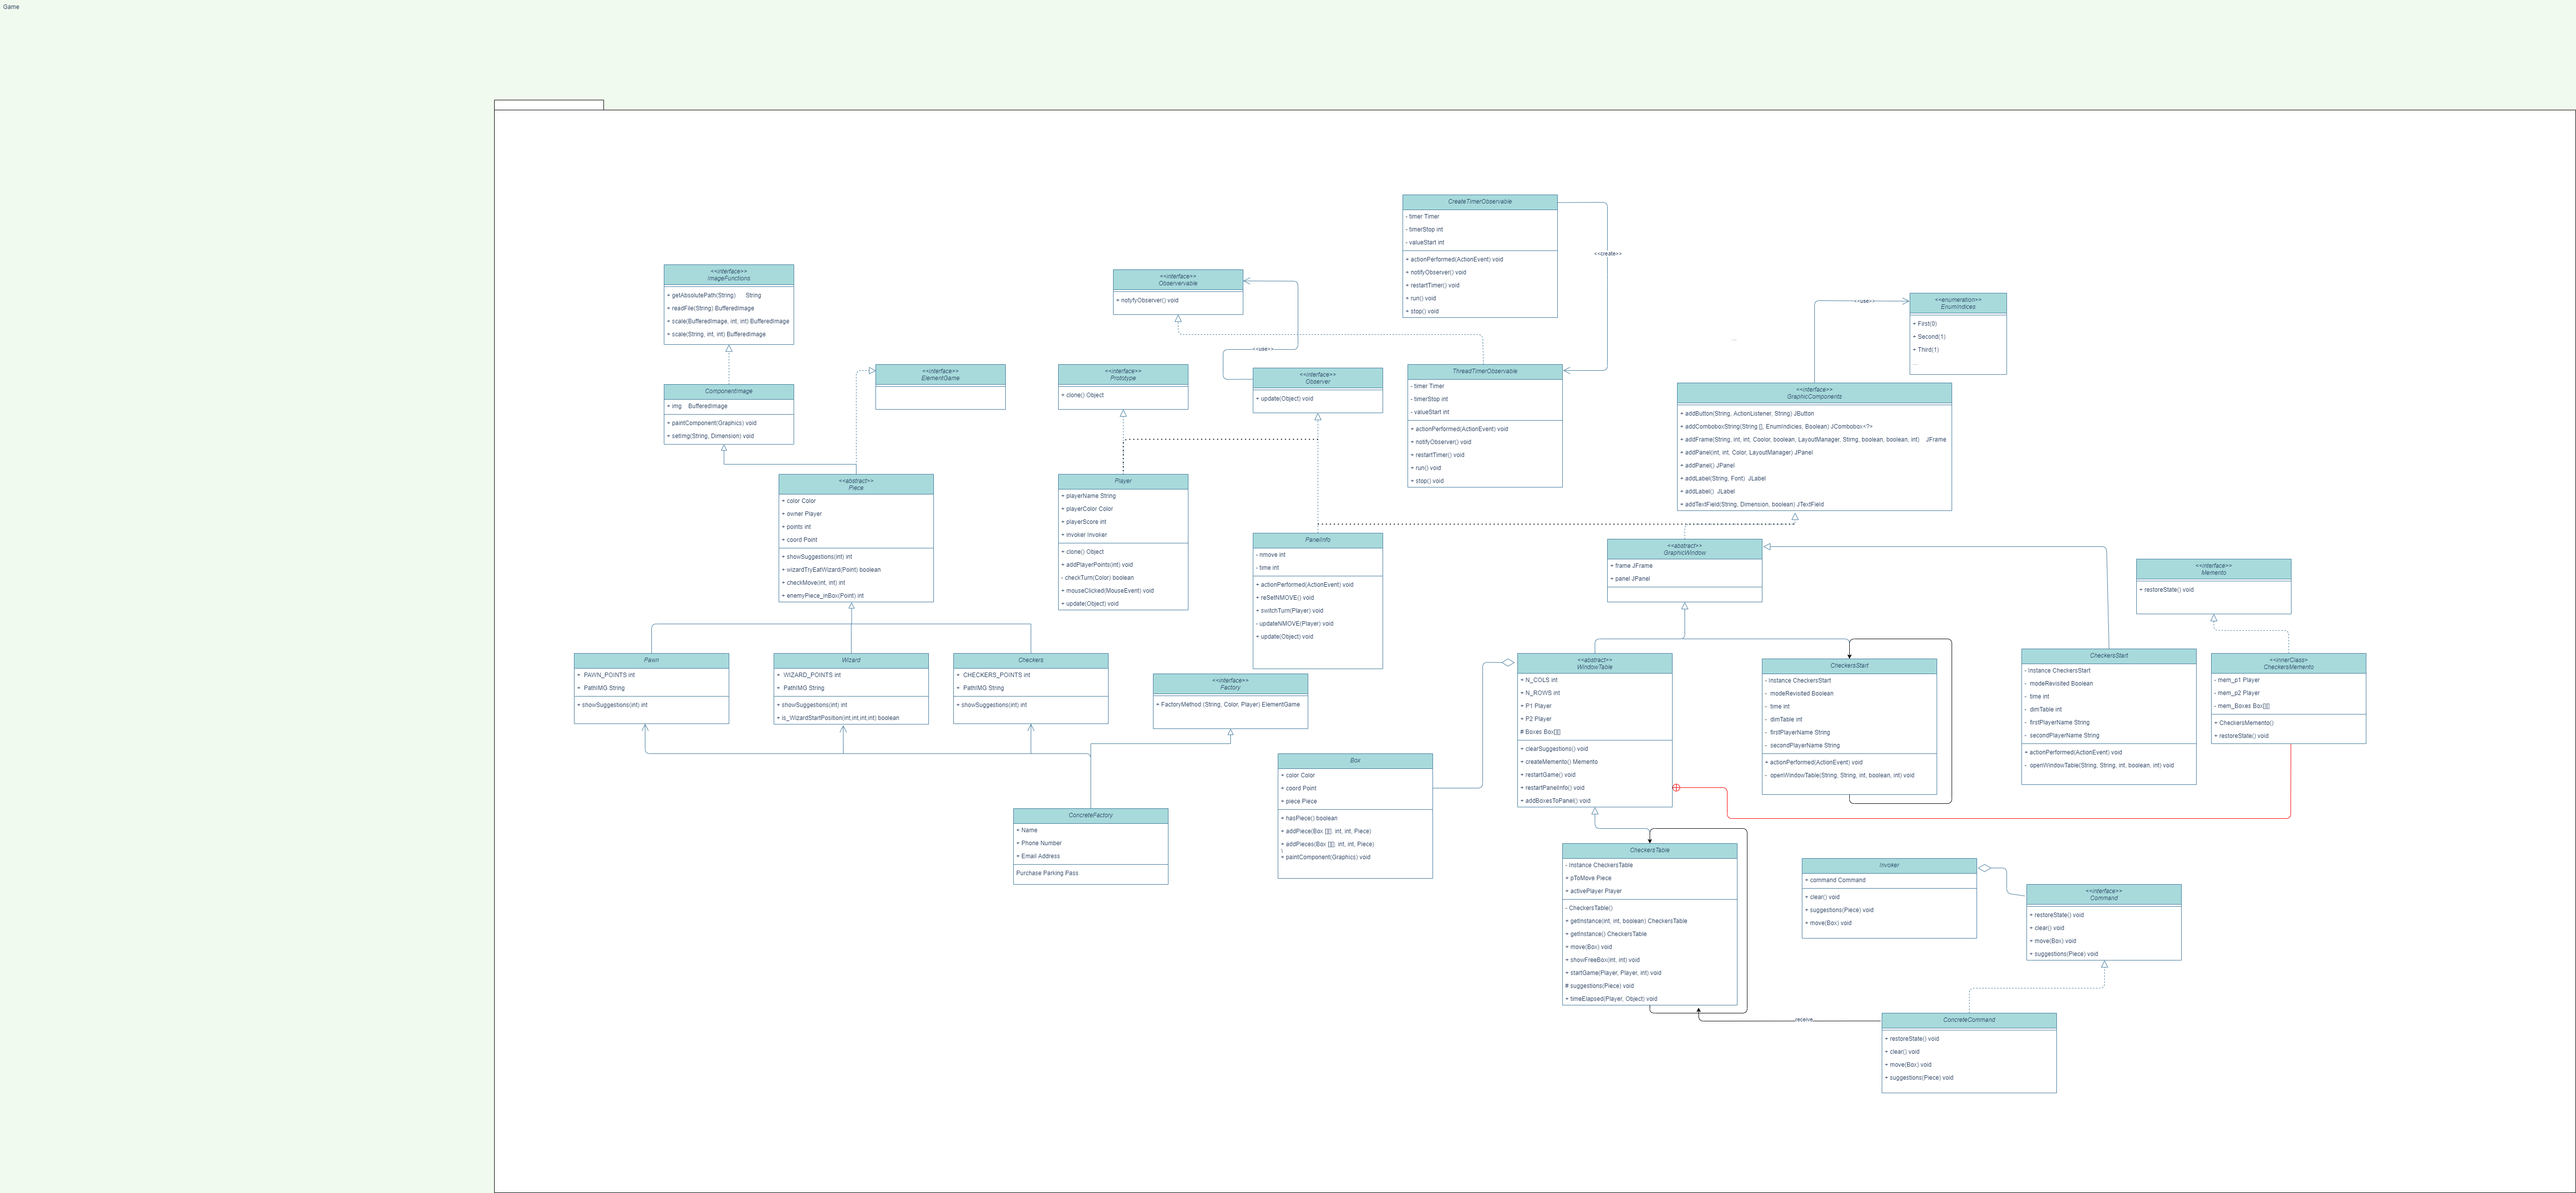 Game
CreateTimerObservable
- timer Timer
- timerStop int
- valueStart int
+ actionPerformed(ActionEvent) void
+ notifyObserver() void
+ restartTimer() void
+ run() void
+ stop() void
<<create>>
<<interface>>
ImageFunctions
+ getAbsolutePath(String) String
+ readFile(String) BufferedImage
+ scale(BufferedImage, int, int) BufferedImage
+ scale(String, int, int) BufferedImage
<<interface>>
Observervable
+ notyfyObserver() void
<<use>>
<<use>>
<<enumeration>>
EnumIndices
+ First(0)
+ Second(1)
+ Third(1)
ComponentImage
+ img BufferedImage
+ paintComponent(Graphics) void
+ setImg(String, Dimension) void
<<interface>>
ElementGame
<<interface>>
Prototype
+ clone() Object
<<interface>>
Observer
+ update(Object) void
ThreadTimerObservable
- timer Timer
- timerStop int
- valueStart int
+ actionPerformed(ActionEvent) void
+ notifyObserver() void
+ restartTimer() void
+ run() void
+ stop() void
<<interface>>
GraphicComponents
+ addButton(String, ActionListener, String) JButton
+ addComboboxString(String [], EnumIndicies, Boolean) JCombobox<?>
+ addFrame(String, int, int, Coolor, boolean, LayoutManager, Stirng, boolean, boolean, int) JFrame
+ addPanel(int, int, Color, LayoutManager) JPanel
+ addPanel() JPanel
+ addLabel(String, Font) JLabel
+ addLabel() JLabel
+ addTextField(String, Dimension, boolean) JTextField
<<abstract>>
Piece
+ color Color
+ owner Player
+ points int
+ coord Point
+ showSuggestions(int) int
+ wizardTryEatWizard(Point) boolean
+ checkMove(int, int) int
+ enemyPiece_inBox(Point) int
Player
+ playerName String
+ playerColor Color
+ playerScore int
+ invoker Invoker
+ clone() Object
+ addPlayerPoints(int) void
- checkTurn(Color) boolean
+ mouseClicked(MouseEvent) void
+ update(Object) void
PanelInfo
- nmove int
- time int
+ actionPerformed(ActionEvent) void
+ reSetNMOVE() void
+ switchTurn(Player) void
- updateNMOVE(Player) void
+ update(Object) void
<<abstract>>
GraphicWindow
+ frame JFrame
+ panel JPanel
<<interface>>
Memento
+ restoreState() void
Pawn
+ PAWN_POINTS int
+ PathIMG String
+ showSuggestions(int) int
Wizard
+ WIZARD_POINTS int
+ PathIMG String
+ showSuggestions(int) int
+ is_WizardStartPosition(int,int,int,int) boolean
Checkers
+ CHECKERS_POINTS int
+ PathIMG String
+ showSuggestions(int) int
<<interface>>
Factory
+ FactoryMethod (String, Color, Player) ElementGame
<<abstract>>
WindowTable
+ N_COLS int
+ N_ROWS int
+ P1 Player
+ P2 Player
# Boxes Box[][]
+ clearSuggestions() void
+ createMemento() Memento
+ restartGame() void
+ restartPanelInfo() void
+ addBoxesToPanel() void
CheckersStart
- Instance CheckersStart
- modeRevisited Boolean
- time int
- dimTable int
- firstPlayerName String
- secondPlayerName String
+ actionPerformed(ActionEvent) void
- openWindowTable(String, String, int, boolean, int) void
CheckersStart
- Instance CheckersStart
- modeRevisited Boolean
- time int
- dimTable int
- firstPlayerName String
- secondPlayerName String
+ actionPerformed(ActionEvent) void
- openWindowTable(String, String, int, boolean, int) void
<<innerClass>
CheckersMemento
- mem_p1 Player
- mem_p2 Player
- mem_Boxes Box[][]
+ CheckersMemento()
+ restoreState() void
ConcreteFactory
+ Name
+ Phone Number
+ Email Address
Purchase Parking Pass
Box
+ color Color
+ coord Point
+ piece Piece
+ hasPiece() boolean
+ addPiece(Box [][], int, int, Piece)
+ addPieces(Box [][], int, int, Piece)
\
+ paintComponent(Graphics) void
CheckersTable
- Instance CheckersTable
+ pToMove Piece
+ activePlayer Player
- CheckersTable()
+ getInstance(int, int, boolean) CheckersTable
+ getInstance() CheckersTable
+ move(Box) void
+ showFreeBox(int, int) void
+ startGame(Player, Player, int) void
# suggestions(Piece) void
+ timeElapsed(Player, Object) void
Invoker
+ command Command
+ clear() void
+ suggestions(Piece) void
+ move(Box) void
<<interface>>
Command
+ restoreState() void
+ clear() void
+ move(Box) void
+ suggestions(Piece) void
receive
ConcreteCommand
+ restoreState() void
+ clear() void
+ move(Box) void
+ suggestions(Piece) void